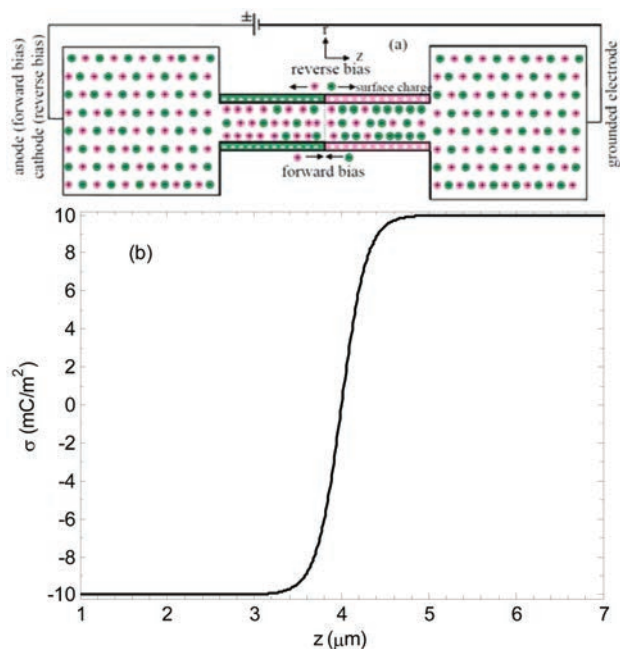 ±
r
(a)
z
reverse bias
surface charge
anode (forward bias)
cathode (reverse bias)
grounded electrode
forward bias
10
8
6
4
2
0
-2
-4
-6
-8
-10
(b)
σ (mC/m²)
1
2
3
4
5
6
7
z (μm)